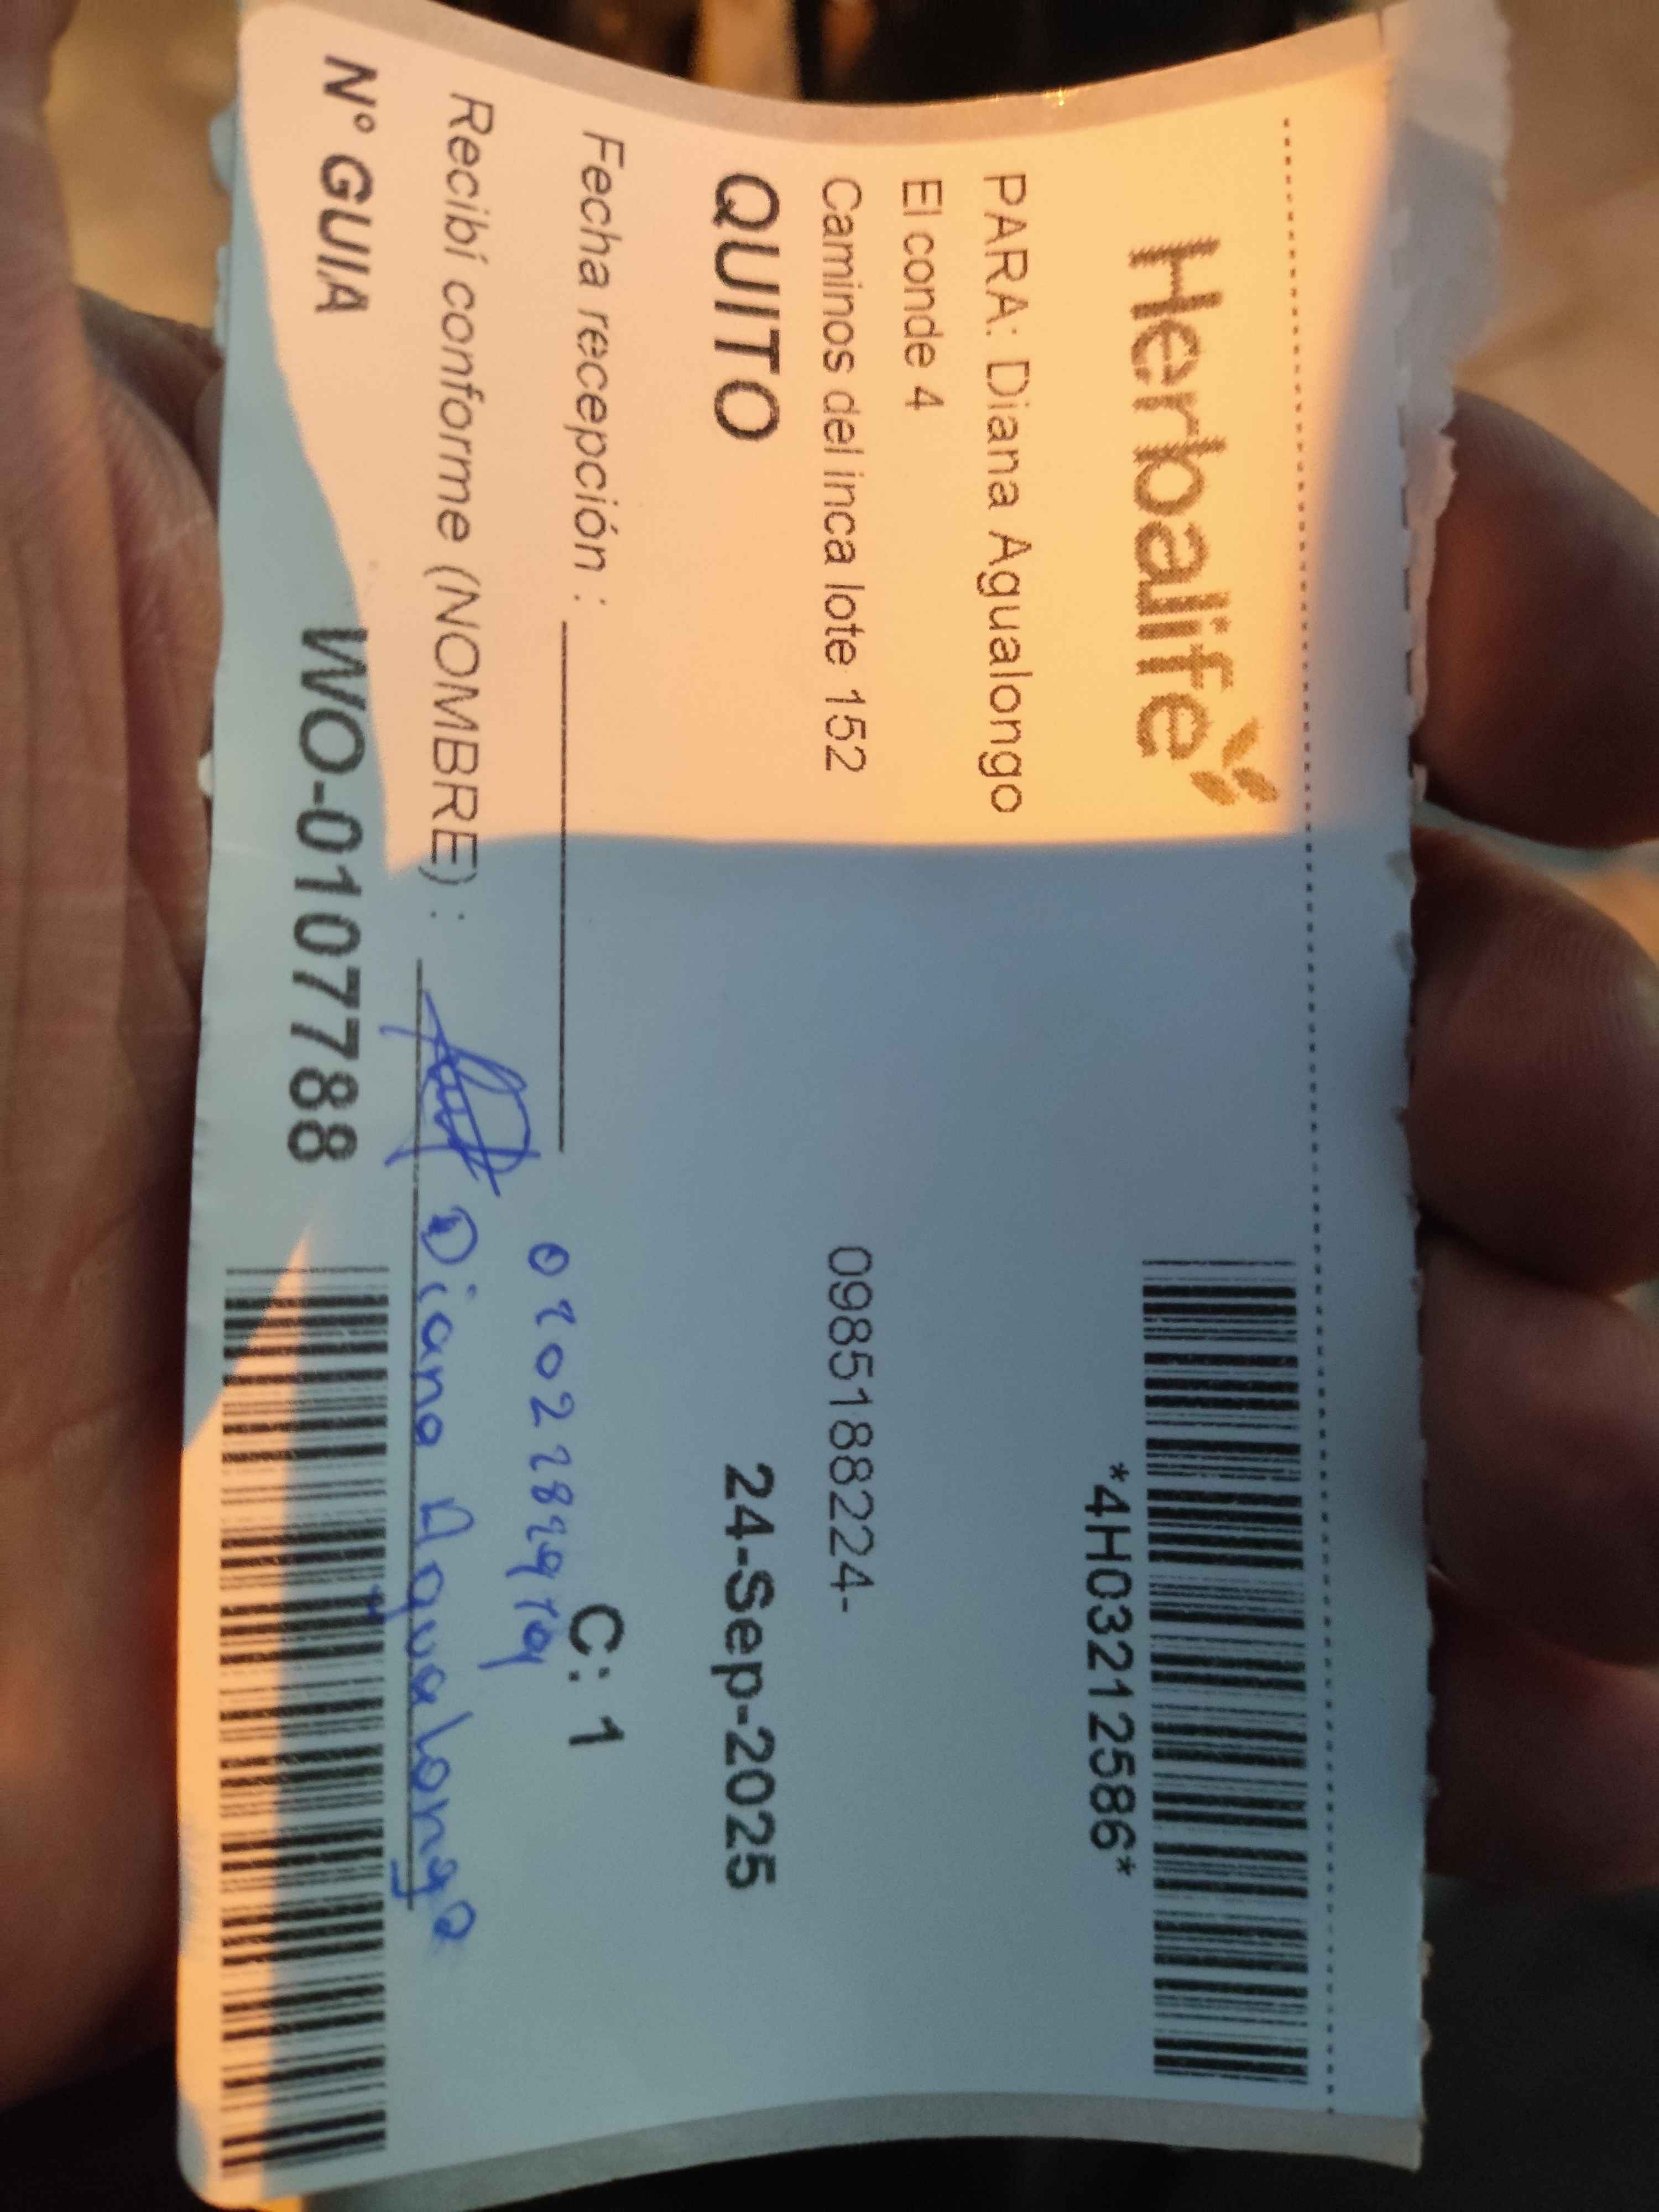 Herbalife
*4H03212586*
PARA: Diana Agualongo
El conde 4
Caminos del inca lote 152
0985188224-
QUITO
24-Sep-2025
Fecha recepción :
C: 1
Recibí conforme (NOMBRE) :
Diana Agualongo
N° GUIA
WO-0107788